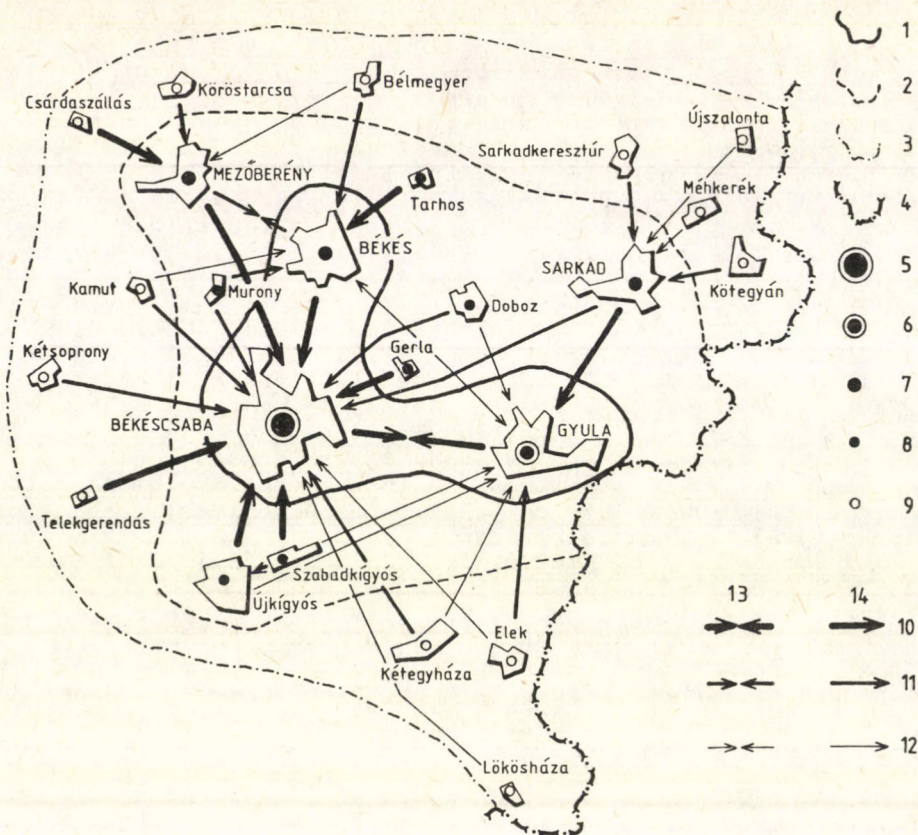 Csárdaszállás
Köröstarcsa
Bélmegyer
MEZŐBERÉNY
Tarhos
BÉKÉS
Sarkadkeresztúr
Újszalonta
Méhkerék
SARKAD
Kötegyán
Kamut
Murony
Doboz
Gerla
Kétsoprony
BÉKÉSCSABA
GYULA
Telekgerendás
Szabadkígyós
Újkígyós
Kétegyháza
Elek
Lökösháza
1
2
3
4
5
6
7
8
9
13 14
10
11
12